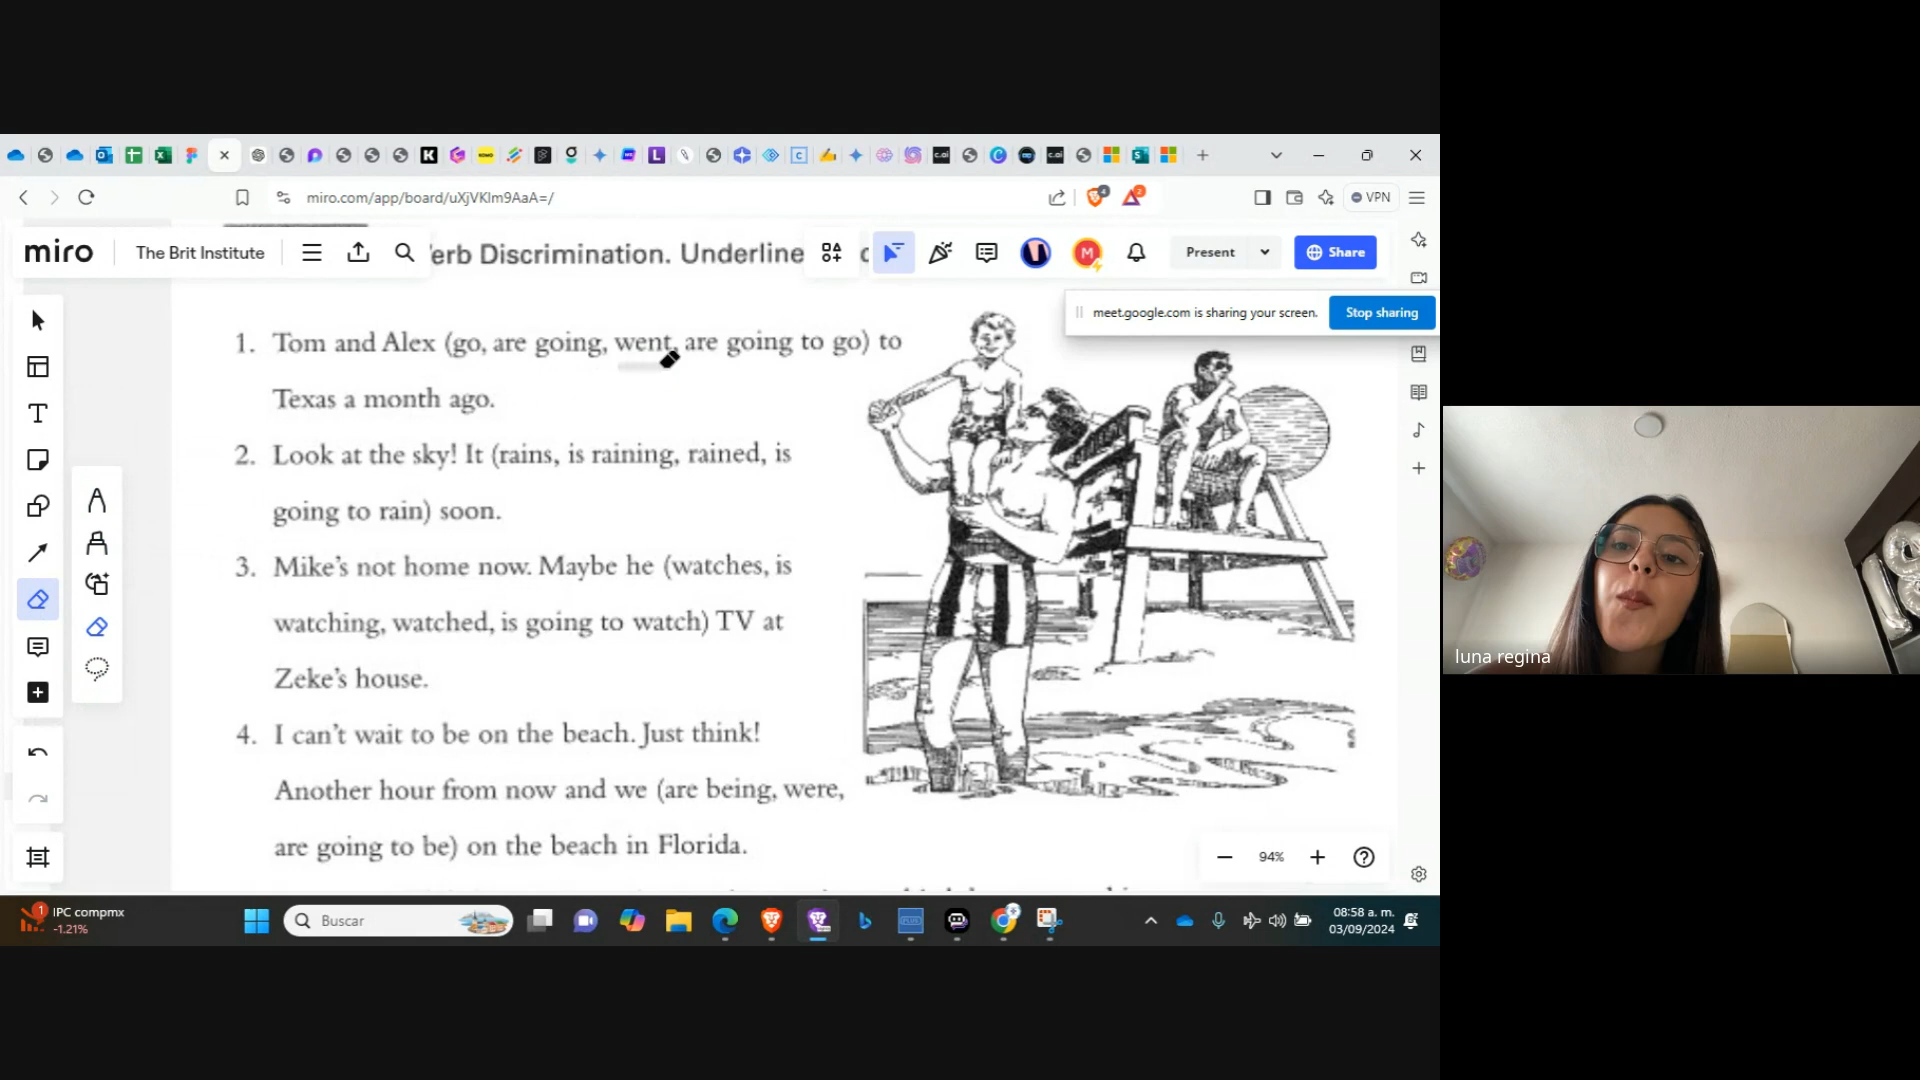 miro.com/app/board/uXjVKlm9AaA=/
VPN
miro
The Brit Institute
erb Discrimination. Underline
Present
Share
meet.google.com is sharing your screen.
Stop sharing
1. Tom and Alex (go, are going, went, are going to go) to
Texas a month ago.
2. Look at the sky! It (rains, is raining, rained, is
going to rain) soon.
3. Mike's not home now. Maybe he (watches, is
watching, watched, is going to watch) TV at
Zeke's house.
4. I can't wait to be on the beach. Just think!
Another hour from now and we (are being, were,
are going to be) on the beach in Florida.
94%
luna regina
IPC compmx
-1.21%
Buscar
08:58 a. m.
03/09/2024